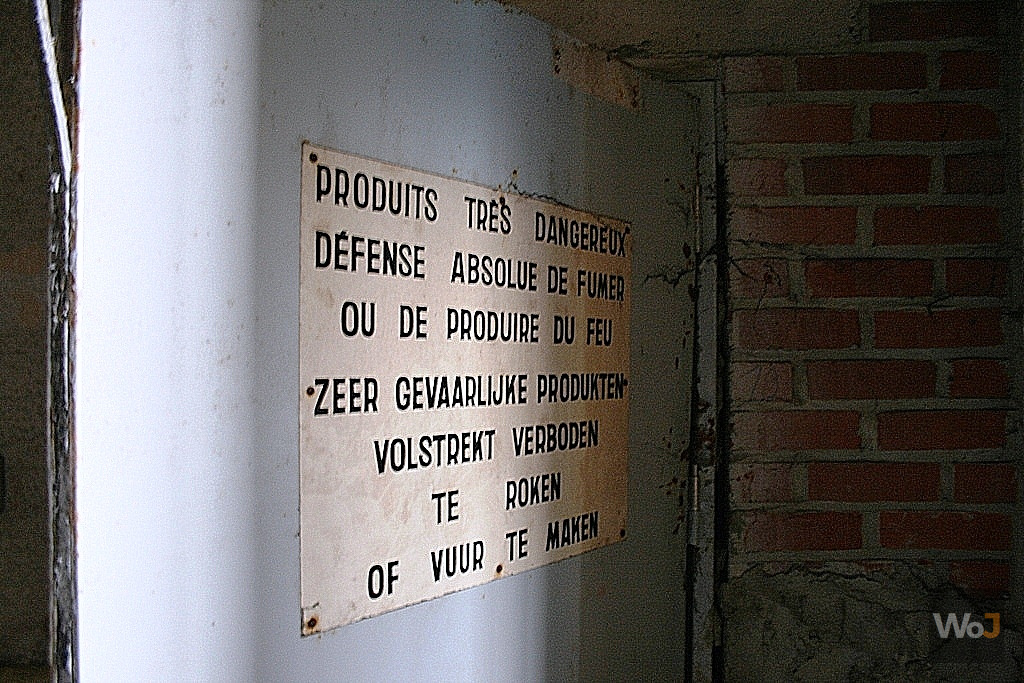 PRODUITS TRÈS DANGEREUX
DÉFENSE ABSOLUE DE FUMER
OU DE PRODUIRE DU FEU
ZEER GEVAARLIJKE PRODUKTEN
VOLSTREKT VERBODEN
TE ROKEN
OF VUUR TE MAKEN
WoJ